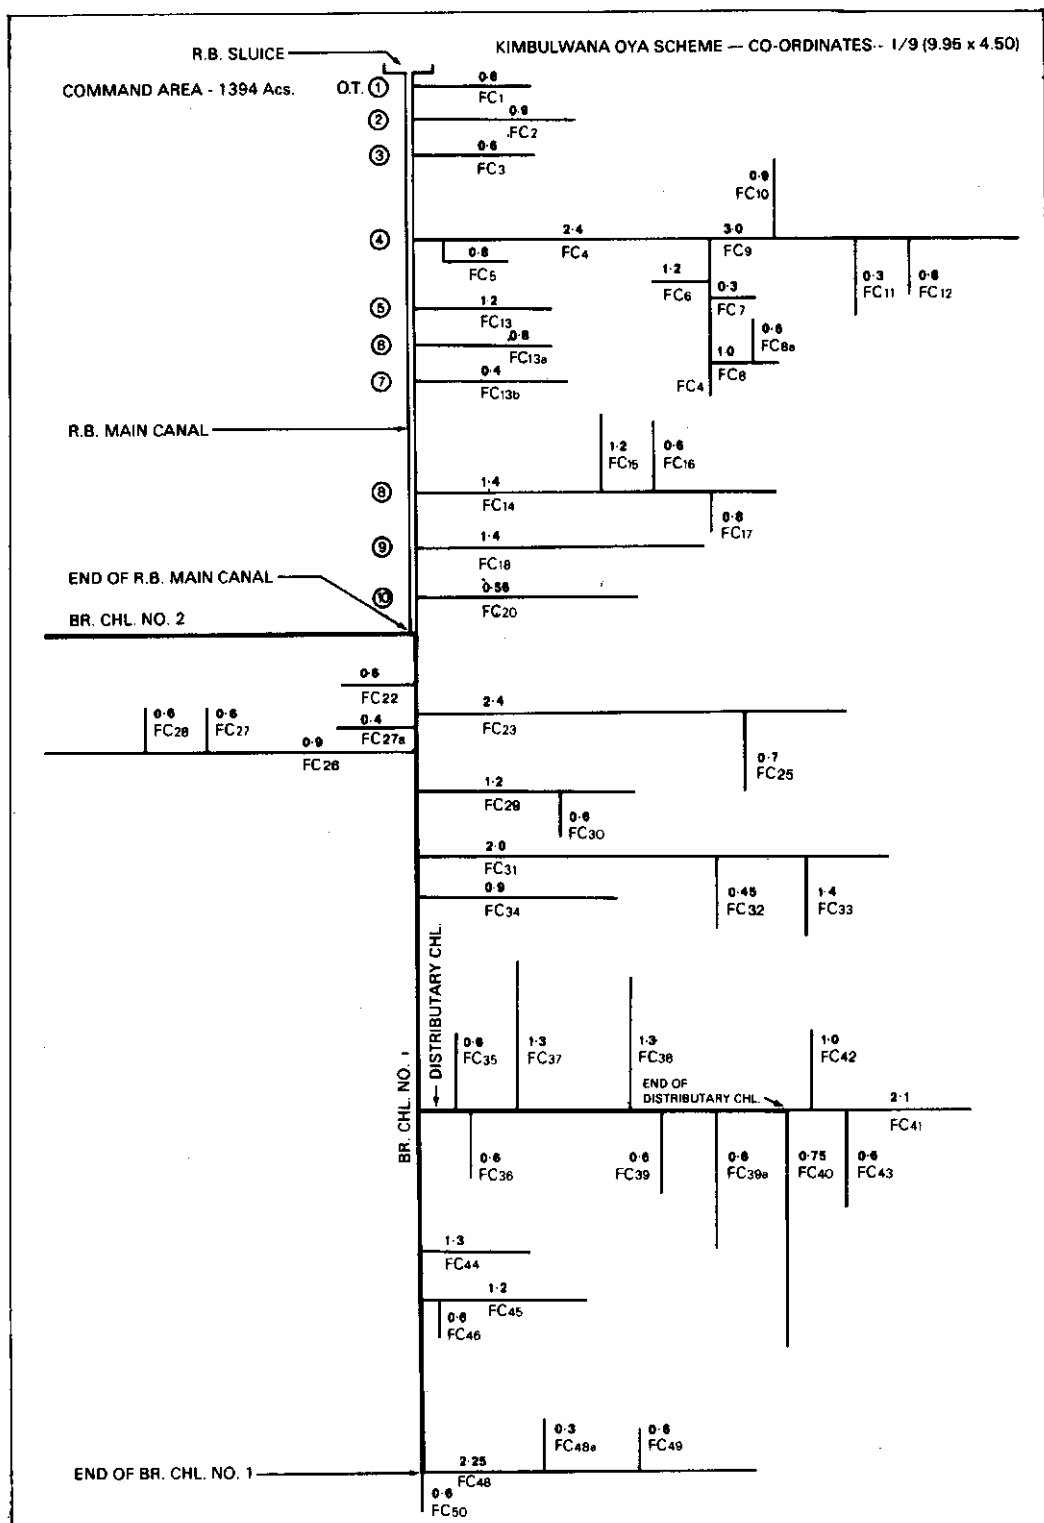 R.B. SLUICE
KIMBULWANA OYA SCHEME — CO-ORDINATES -- 1/9 (9.95 x 4.50)
COMMAND AREA - 1394 Acs.
O.T. 1
0·6
FC1
2
0·9
FC2
3
0·6
FC3
0·9
FC10
4
2·4
FC4
3·0
FC9
0·6
FC5
1·2
FC6
0·3
FC7
0·3
FC11
0·6
FC12
5
1·2
FC13
6
0·8
FC13a
0·6
FC8a
1·0
FC8
7
0·4
FC13b
FC4
R.B. MAIN CANAL
1·2
FC15
0·6
FC16
8
1·4
FC14
0·8
FC17
9
1·4
FC18
END OF R.B. MAIN CANAL
10
0·56
FC20
BR. CHL. NO. 2
0·6
FC22
2·4
FC23
0·6
FC28
0·6
FC27
0·4
FC27a
0·9
FC26
0·7
FC25
1·2
FC29
0·6
FC30
2·0
FC31
0·9
FC34
0·45
FC32
1·4
FC33
DISTRIBUTARY CHL.
BR. CHL. NO. 1
0·6
FC35
1·3
FC37
1·3
FC38
1·0
FC42
END OF
DISTRIBUTARY CHL.
2·1
FC41
0·6
FC36
0·6
FC39
0·6
FC39a
0·75
FC40
0·6
FC43
1·3
FC44
1·2
FC45
0·6
FC46
0·3
FC48a
0·6
FC49
END OF BR. CHL. NO. 1
2·25
FC48
0·6
FC50